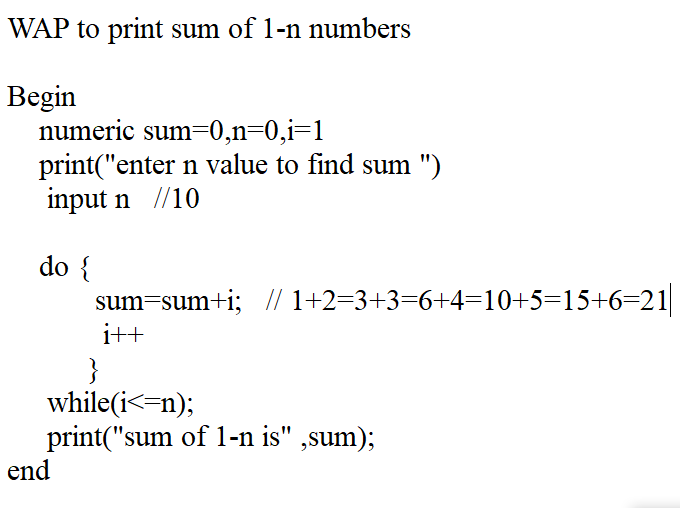 WAP to print sum of 1-n numbers
Begin
numeric sum=0,n=0,i=1
print("enter n value to find sum ")
input n //10
do {
sum=sum+i; // 1+2=3+3=6+4=10+5=15+6=21
i++
}
while(i<=n);
print("sum of 1-n is" ,sum);
end